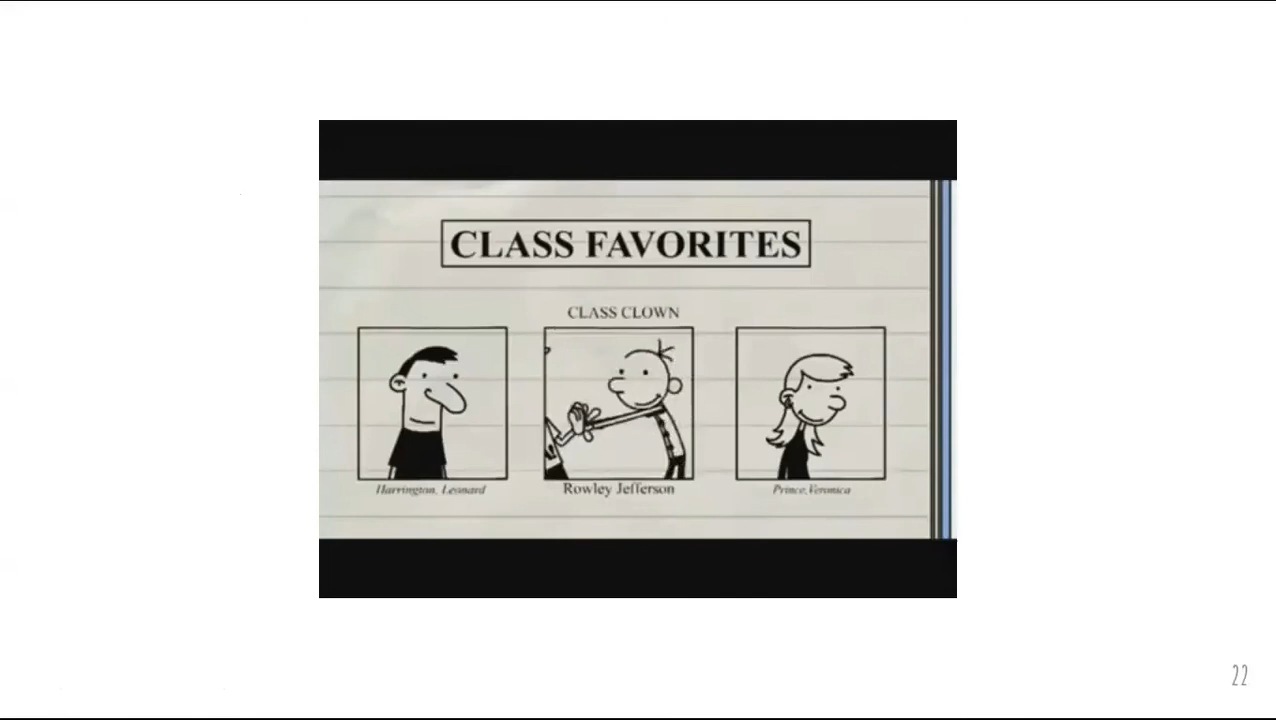 CLASS FAVORITES
CLASS CLOWN
Harrington, Leonard
Rowley Jefferson
Prince, Veronica
22